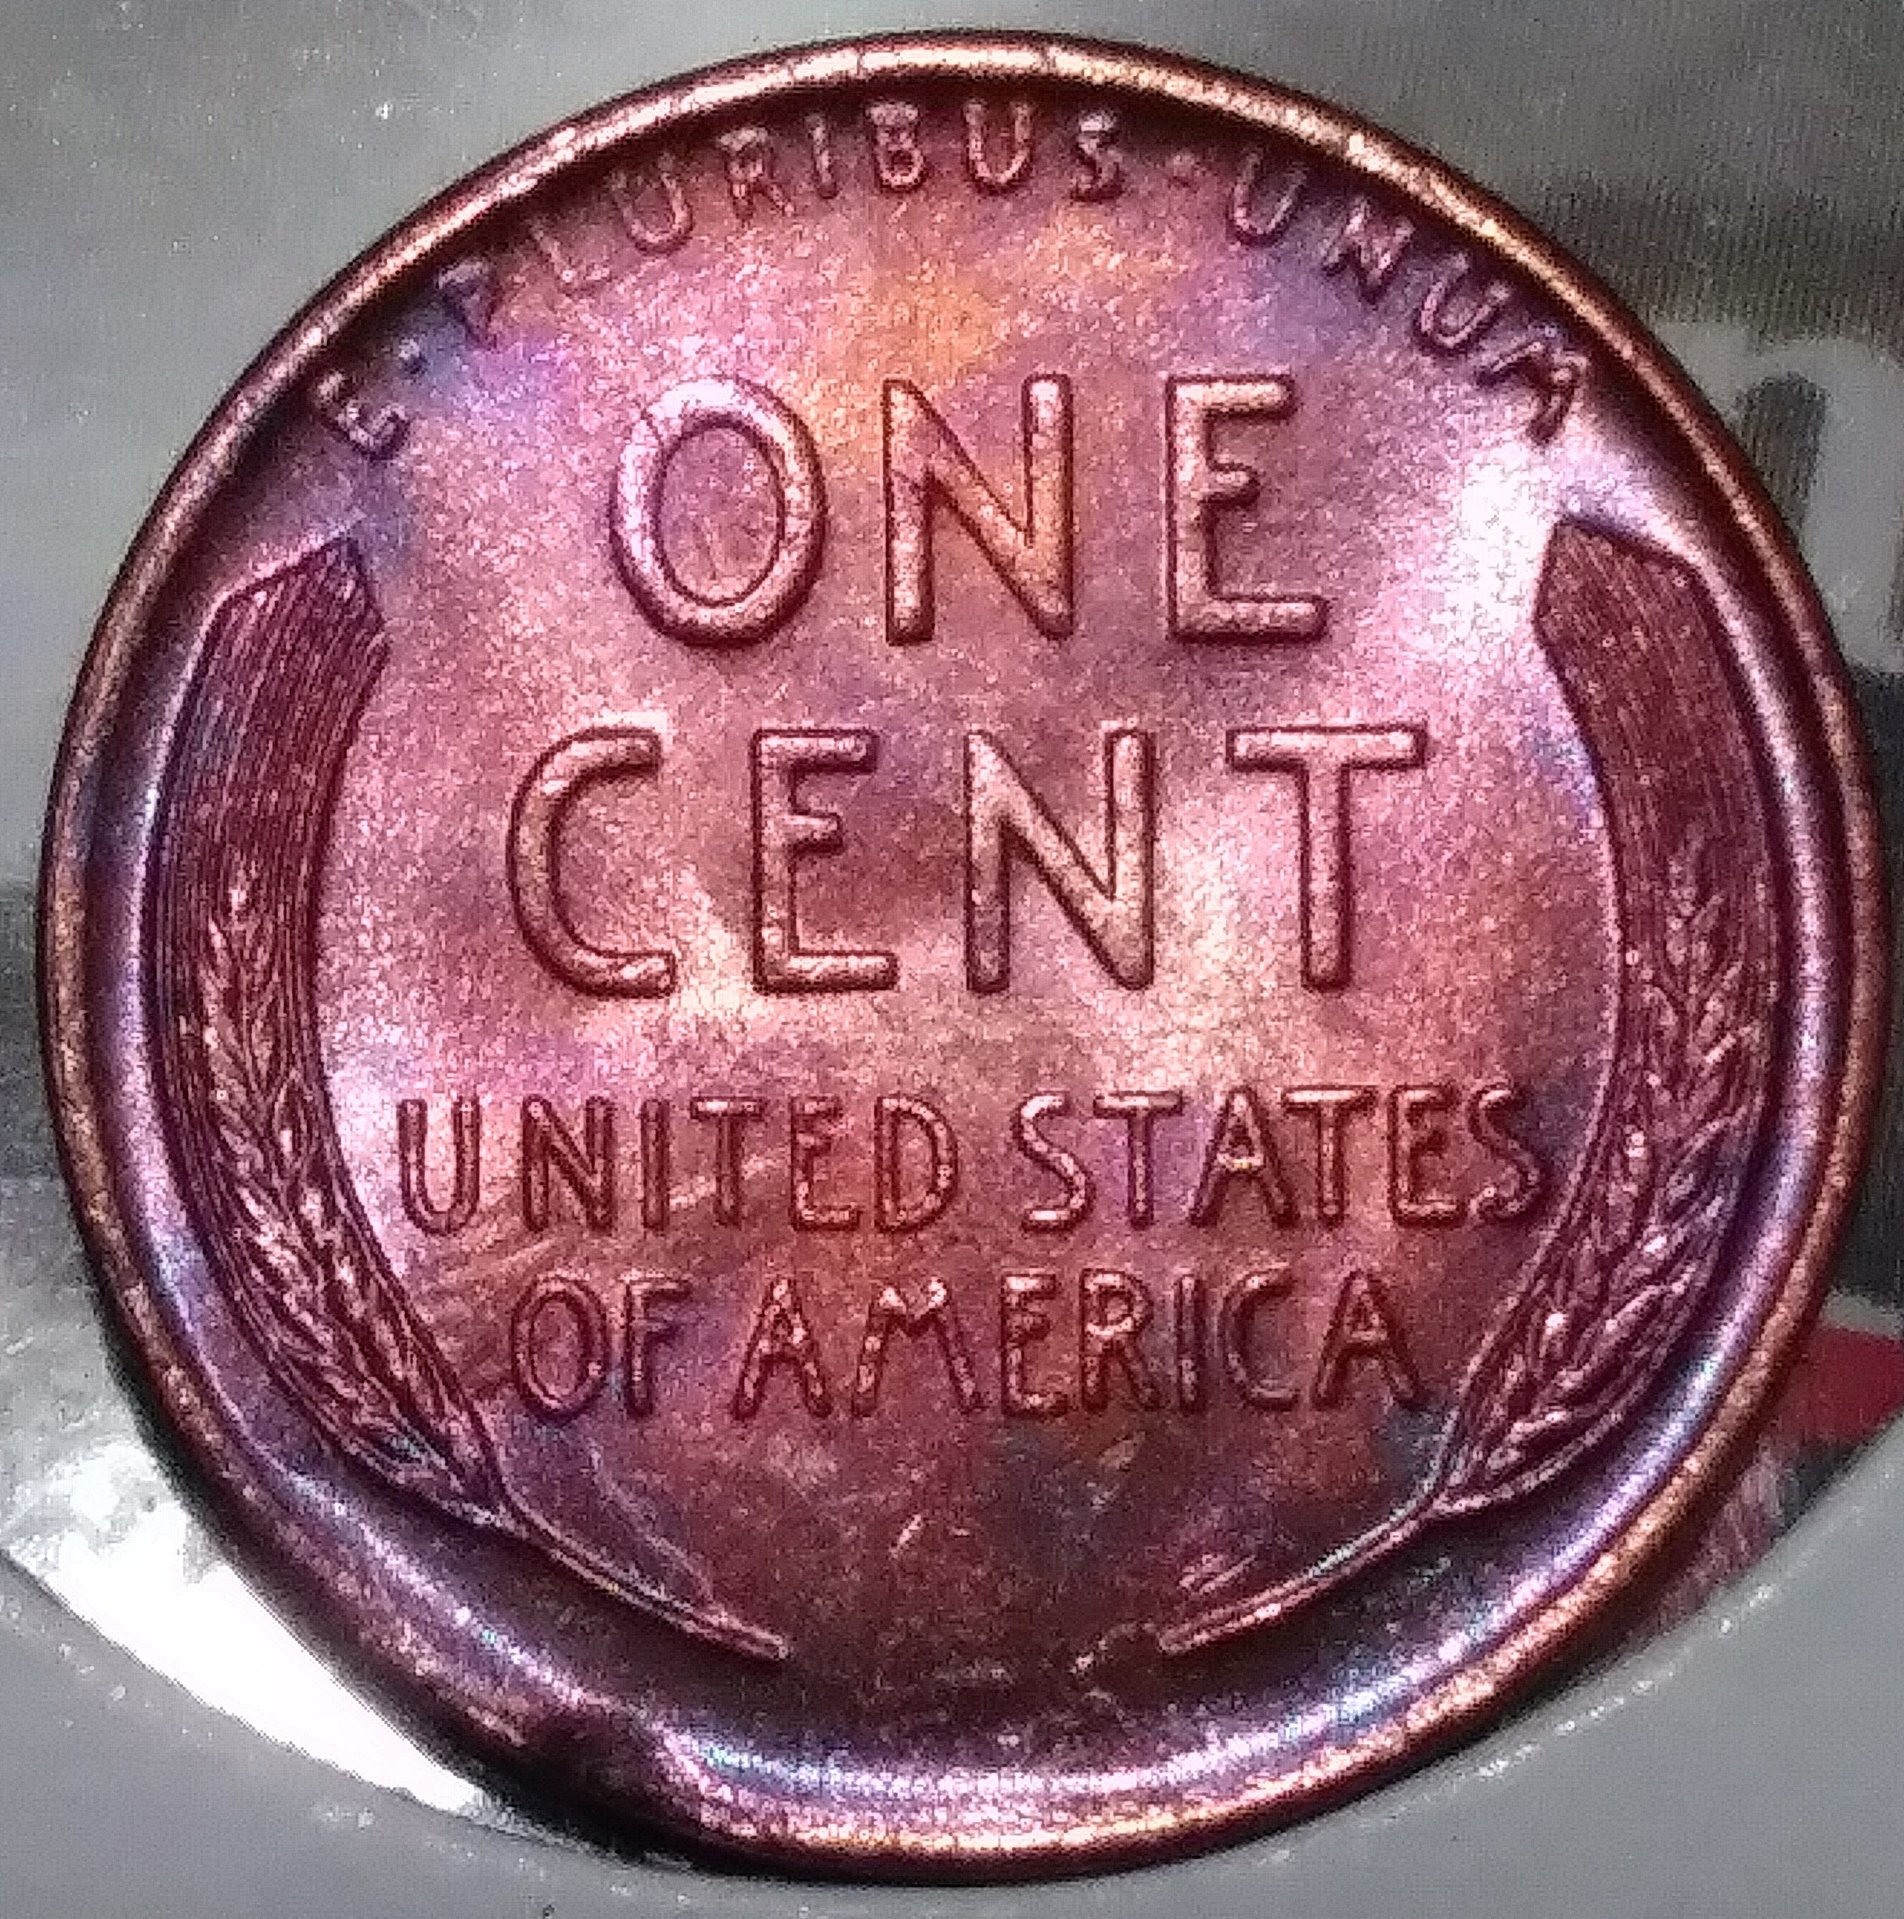 E·PLURIBUS·UNUM
ONE
CENT
UNITED STATES
OF AMERICA